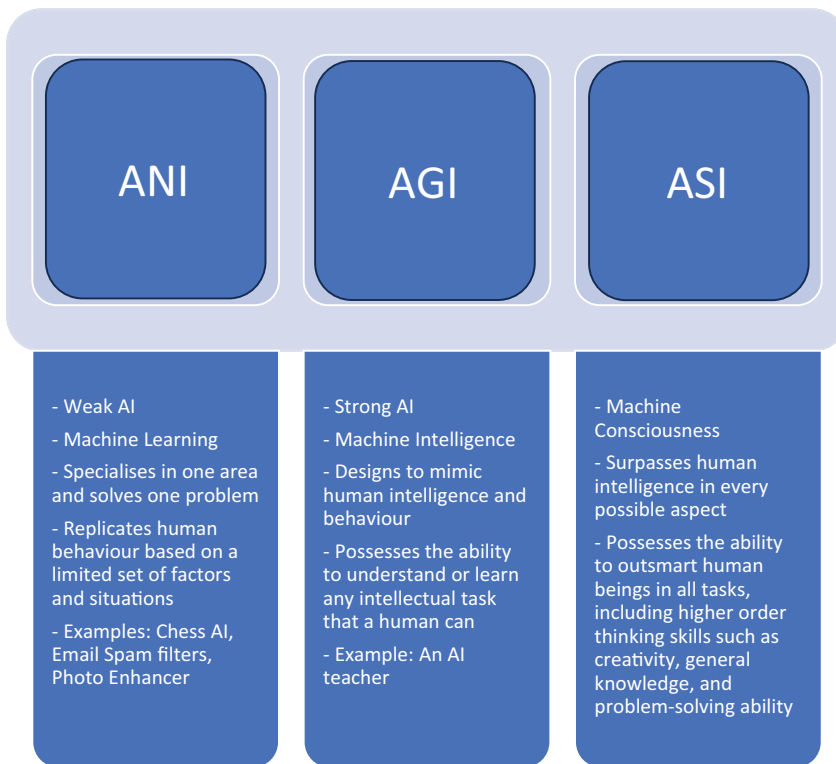 ANI
AGI
ASI
- Weak AI
- Machine Learning
- Specialises in one area
and solves one problem
- Replicates human
behaviour based on a
limited set of factors
and situations
- Examples: Chess AI,
Email Spam filters,
Photo Enhancer
- Strong AI
- Machine Intelligence
- Designs to mimic
human intelligence and
behaviour
- Possesses the ability
to understand or learn
any intellectual task
that a human can
- Example: An AI
teacher
- Machine
Consciousness
- Surpasses human
intelligence in every
possible aspect
- Possesses the ability
to outsmart human
beings in all tasks,
including higher order
thinking skills such as
creativity, general
knowledge, and
problem-solving ability